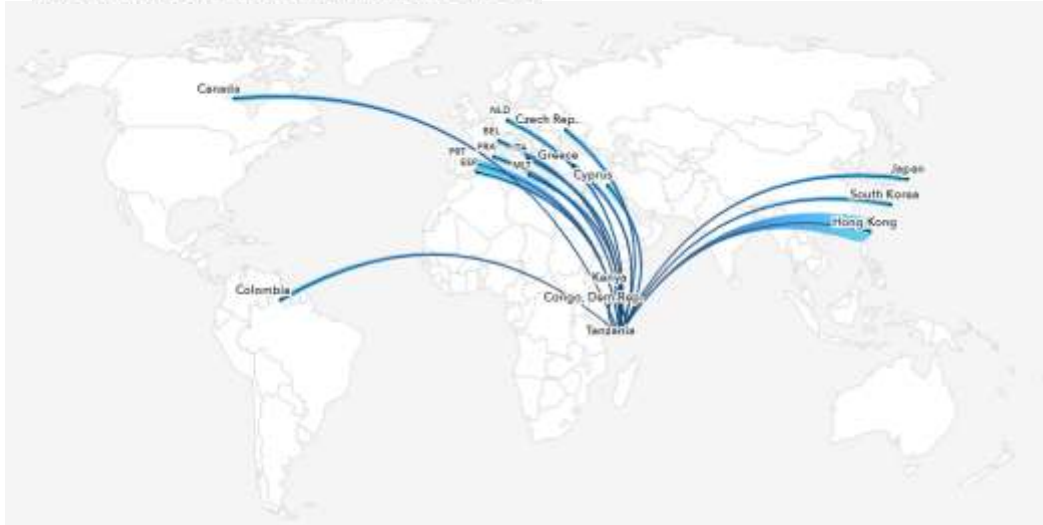 Canada
NLD
Czech Rep..
BEL
PRT
FRA
ITA
Greece
ESP
MLT
Cyprus
Japan
South Korea
Hong Kong
Kenya
Colombia
Congo, Dem Rep.
Tanzania